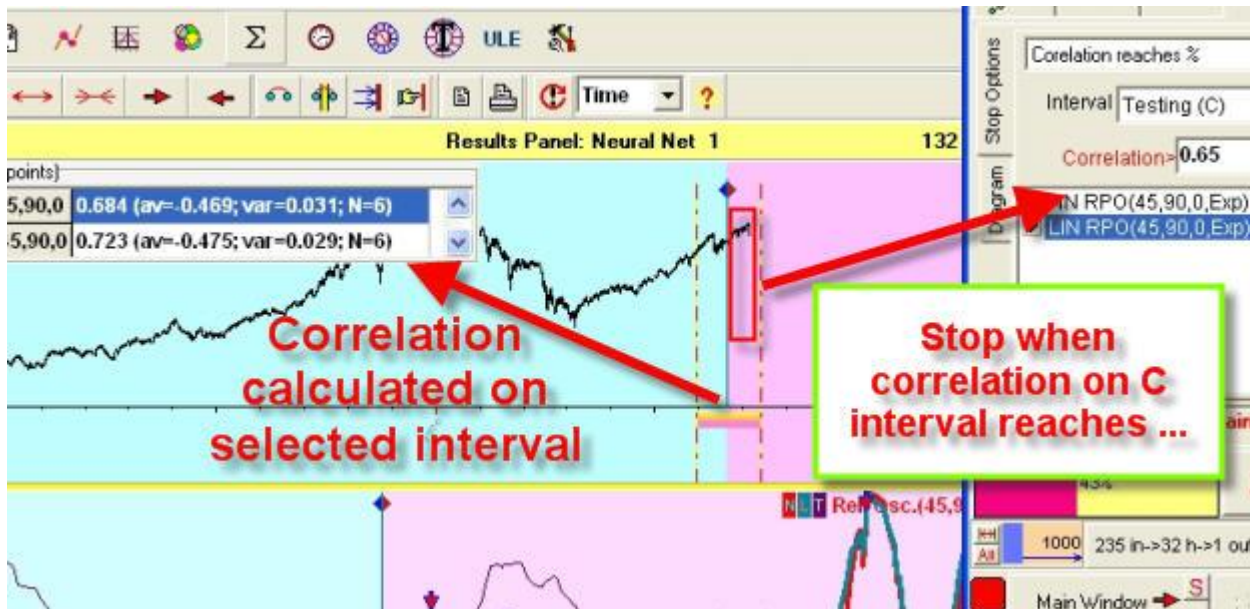 ULE
Time
?
Results Panel: Neural Net 1
132
points)
5,90,0 0.684 (av=-0.469; var=0.031; N=6)
5,90,0 0.723 (av=-0.475; var=0.029; N=6)
Correlation
calculated on
selected interval
Stop Options
Diagram
Corelation reaches %
Interval Testing (C)
Correlation> 0.65
LIN RPO(45,90,0,Exp)
LIN RPO(45,90,0,Exp)
Stop when
correlation on C
interval reaches ...
43%
N L T Rel Osc.(45,9
All
1000 235 in->32 h->1 out
Main Window S